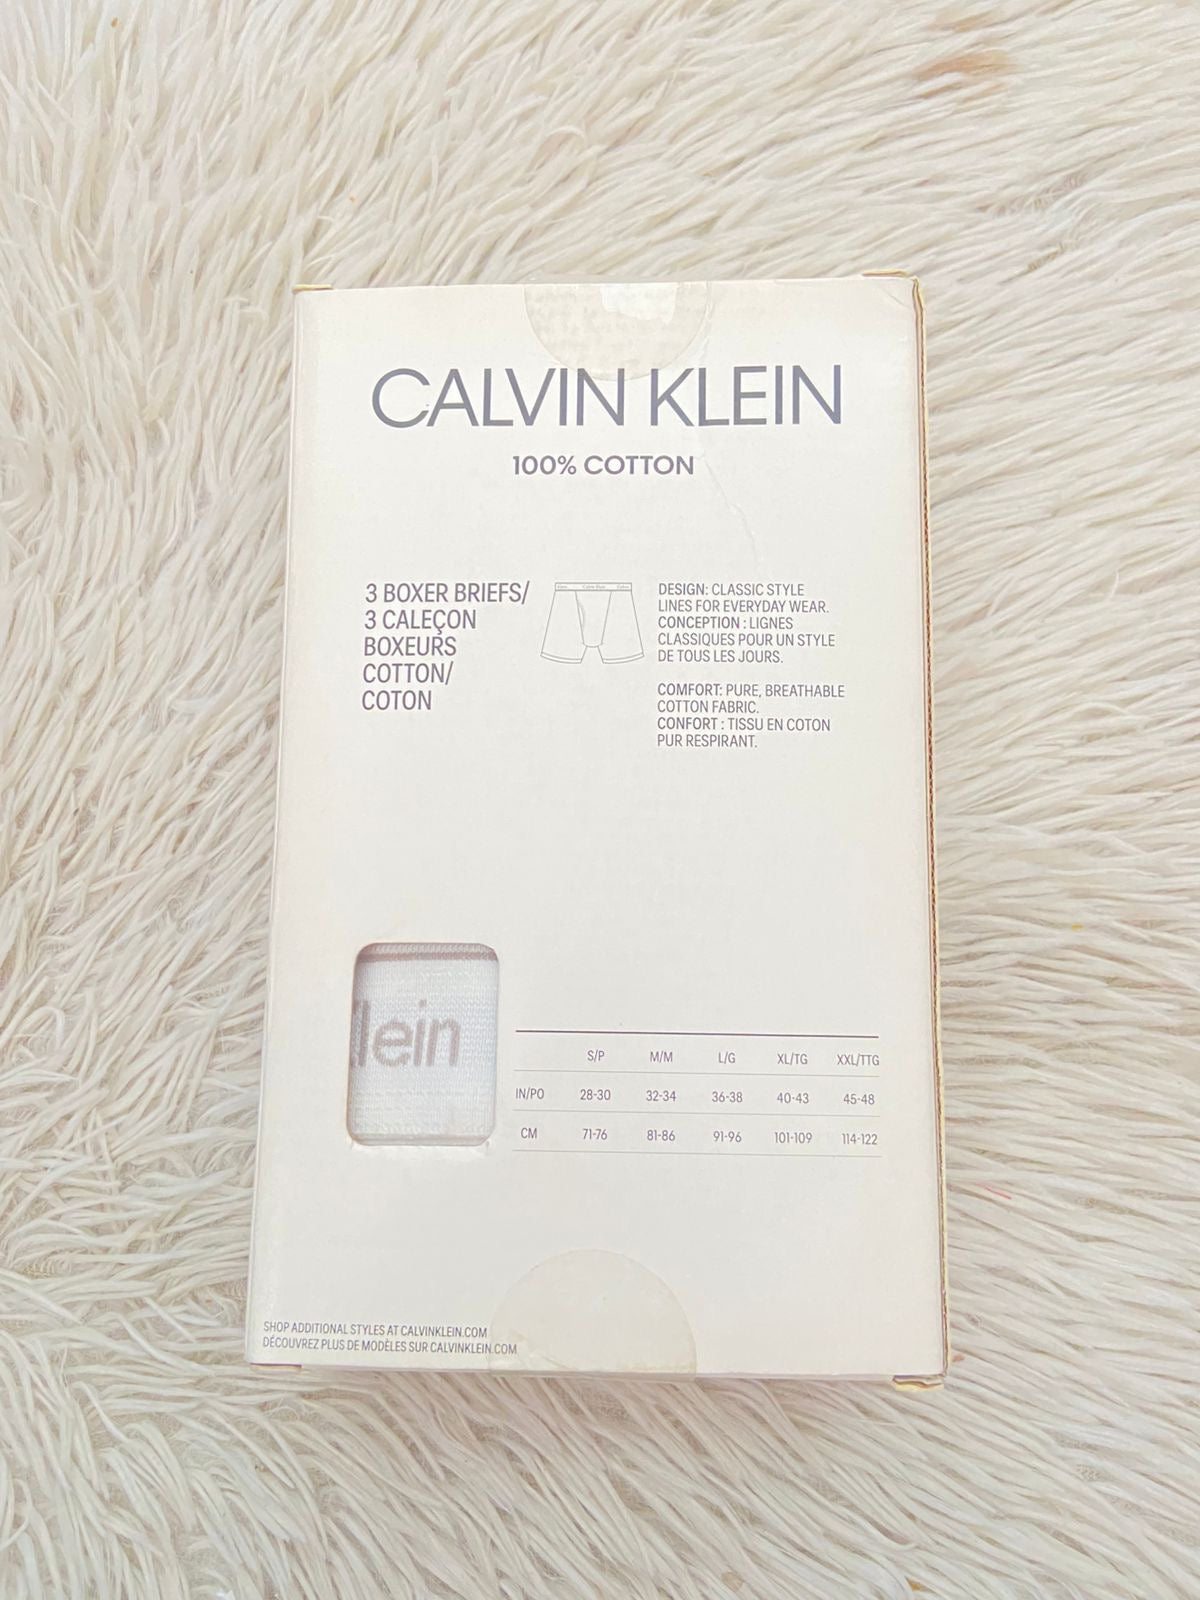 CALVIN KLEIN
100% COTTON
3 BOXER BRIEFS/
3 CALEÇON
BOXEURS
COTTON/
COTON
Calvin Klein
DESIGN: CLASSIC STYLE
LINES FOR EVERYDAY WEAR.
CONCEPTION : LIGNES
CLASSIQUES POUR UN STYLE
DE TOUS LES JOURS.
COMFORT: PURE, BREATHABLE
COTTON FABRIC.
CONFORT : TISSU EN COTON
PUR RESPIRANT.
lein
S/P M/M L/G XL/TG XXL/TTG
IN/PO 28-30 32-34 36-38 40-43 45-48
CM 71-76 81-86 91-96 101-109 114-122
SHOP ADDITIONAL STYLES AT CALVINKLEIN.COM
DÉCOUVREZ PLUS DE MODÈLES SUR CALVINKLEIN.COM